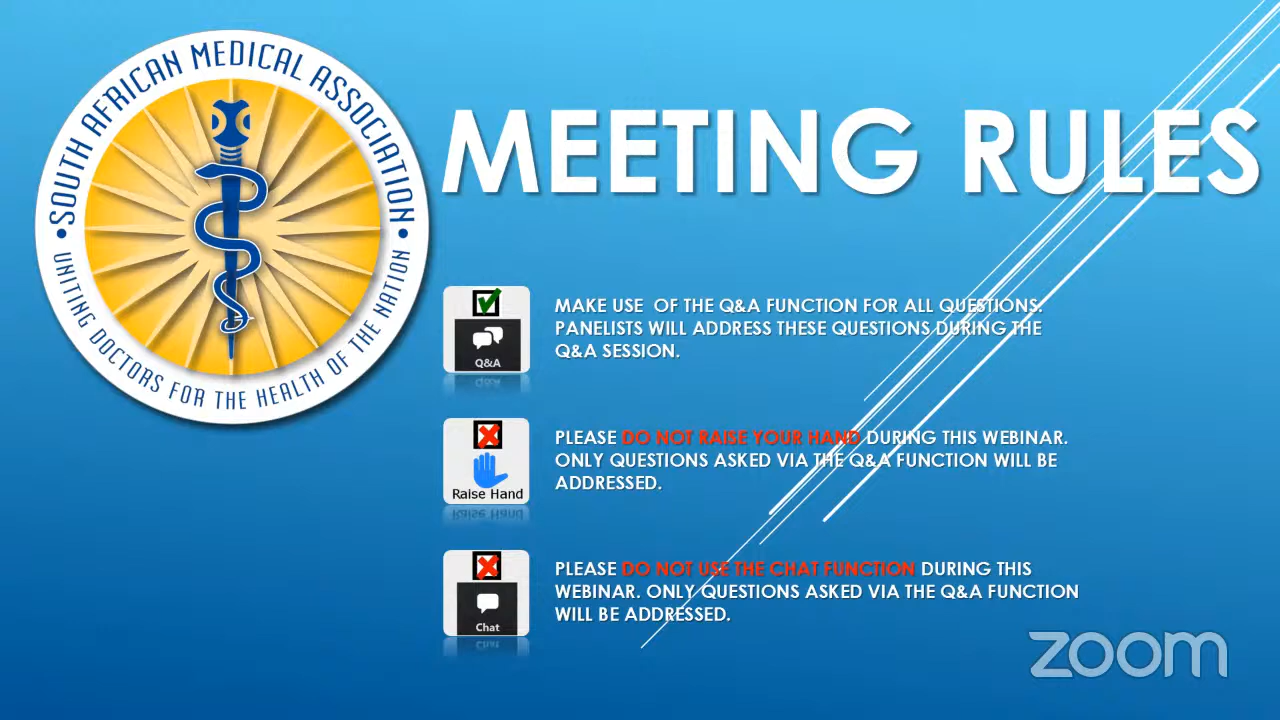 SOUTH AFRICAN MEDICAL ASSOCIATION
UNITING DOCTORS FOR THE HEALTH OF THE NATION
MEETING RULES
Q&A
MAKE USE OF THE Q&A FUNCTION FOR ALL QUESTIONS.
PANELISTS WILL ADDRESS THESE QUESTIONS DURING THE
Q&A SESSION.
Raise Hand
PLEASE DO NOT RAISE YOUR HAND DURING THIS WEBINAR.
ONLY QUESTIONS ASKED VIA THE Q&A FUNCTION WILL BE
ADDRESSED.
Chat
PLEASE DO NOT USE THE CHAT FUNCTION DURING THIS
WEBINAR. ONLY QUESTIONS ASKED VIA THE Q&A FUNCTION
WILL BE ADDRESSED.
zoom